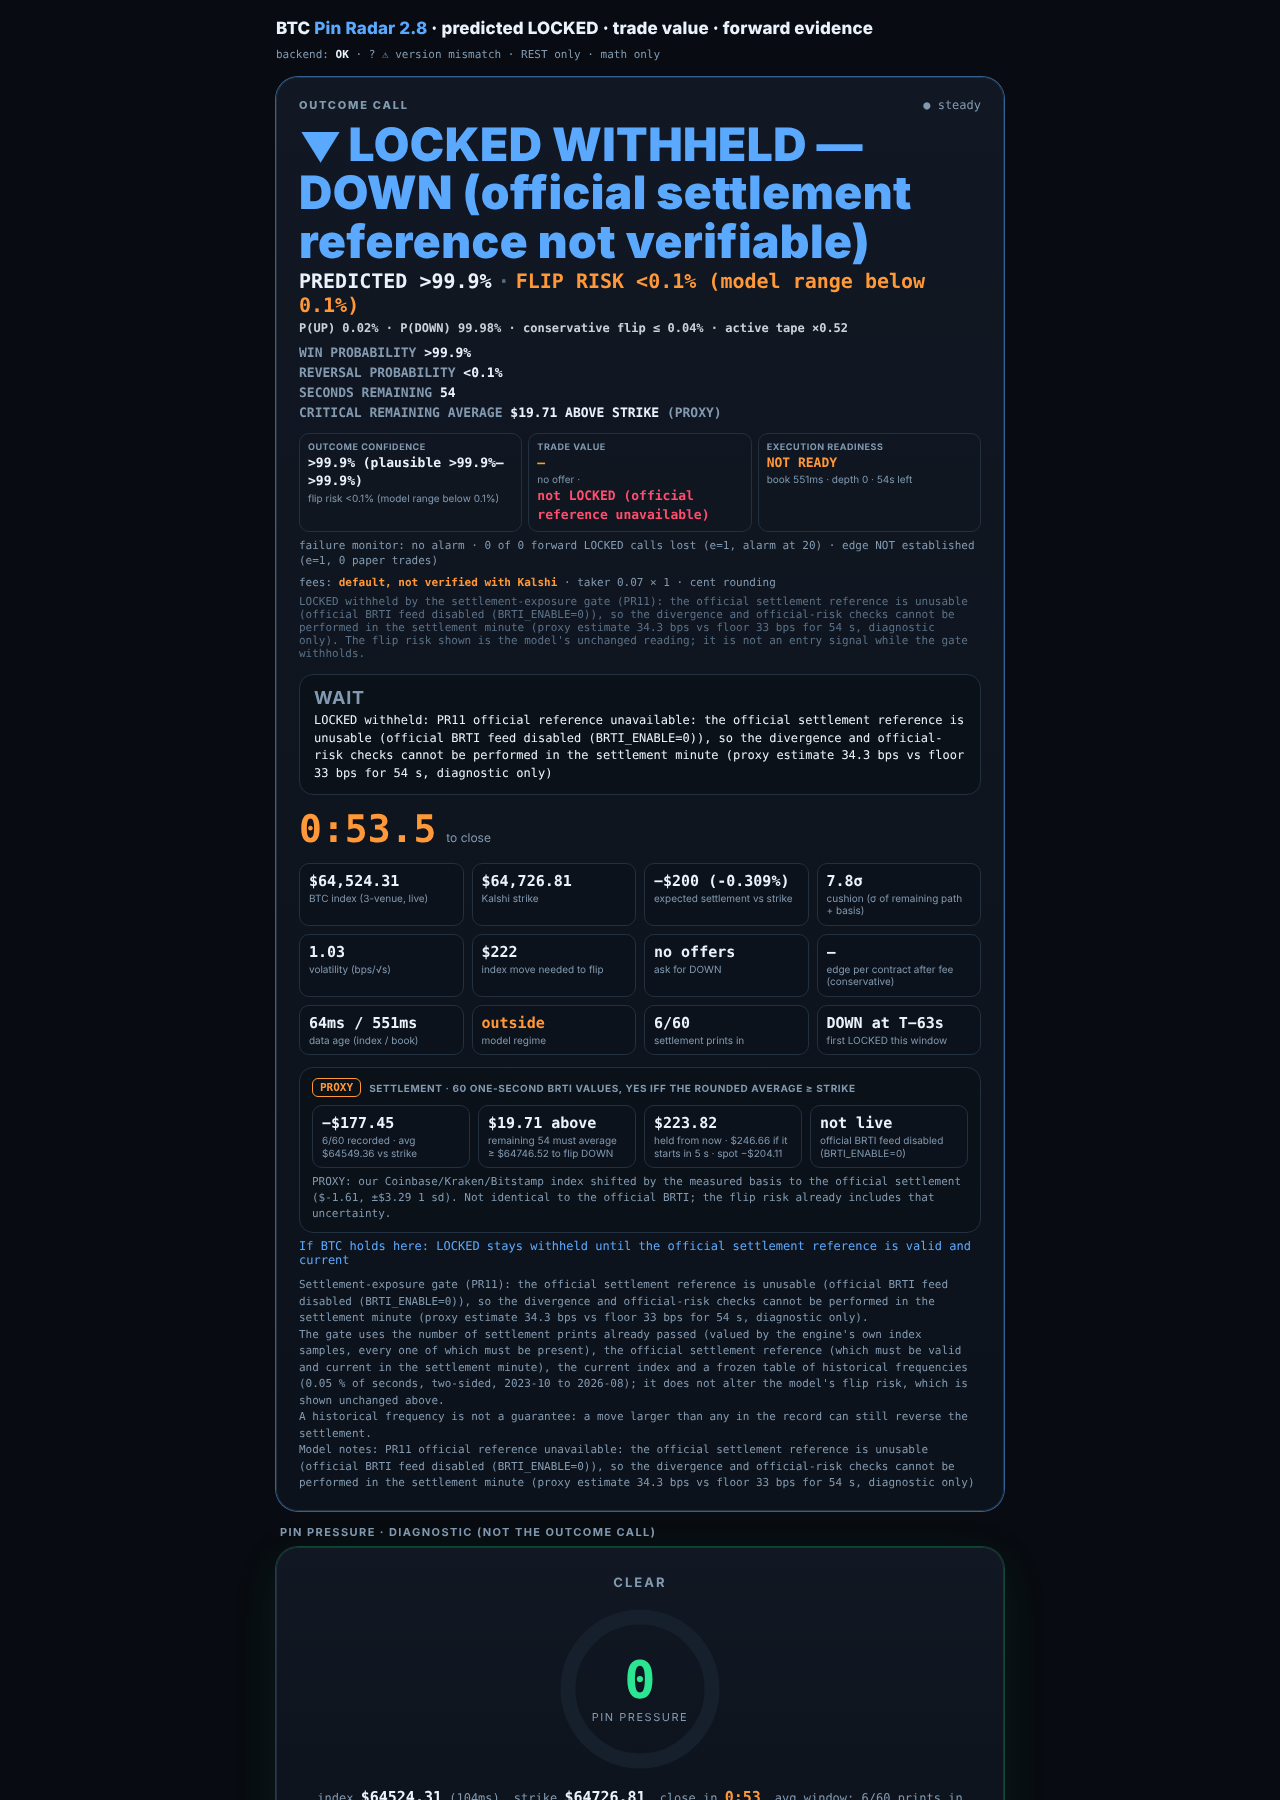 BTC Pin Radar 2.8 · predicted LOCKED · trade value · forward evidence
backend: OK · ? ⚠ version mismatch · REST only · math only
OUTCOME CALL
● steady
▼LOCKED WITHHELD —
DOWN (official settlement
reference not verifiable)
PREDICTED >99.9% · FLIP RISK <0.1% (model range below
0.1%)
P(UP) 0.02% · P(DOWN) 99.98% · conservative flip ≤ 0.04% · active tape ×0.52
WIN PROBABILITY >99.9%
REVERSAL PROBABILITY <0.1%
SECONDS REMAINING 54
CRITICAL REMAINING AVERAGE $19.71 ABOVE STRIKE (PROXY)
OUTCOME CONFIDENCE
>99.9% (plausible >99.9%–
>99.9%)
flip risk <0.1% (model range below 0.1%)
TRADE VALUE
—
no offer ·
not LOCKED (official
reference unavailable)
EXECUTION READINESS
NOT READY
book 551ms · depth 0 · 54s left
failure monitor: no alarm · 0 of 0 forward LOCKED calls lost (e=1, alarm at 20) · edge NOT established
(e=1, 0 paper trades)
fees: default, not verified with Kalshi · taker 0.07 × 1 · cent rounding
LOCKED withheld by the settlement-exposure gate (PR11): the official settlement reference is unusable
(official BRTI feed disabled (BRTI_ENABLE=0)), so the divergence and official-risk checks cannot be
performed in the settlement minute (proxy estimate 34.3 bps vs floor 33 bps for 54 s, diagnostic
only). The flip risk shown is the model's unchanged reading; it is not an entry signal while the gate
withholds.
WAIT
LOCKED withheld: PR11 official reference unavailable: the official settlement reference is
unusable (official BRTI feed disabled (BRTI_ENABLE=0)), so the divergence and official-
risk checks cannot be performed in the settlement minute (proxy estimate 34.3 bps vs floor
33 bps for 54 s, diagnostic only)
0:53.5 to close
$64,524.31
BTC index (3-venue, live)
$64,726.81
Kalshi strike
−$200 (-0.309%)
expected settlement vs strike
7.8σ
cushion (σ of remaining path
+ basis)
1.03
volatility (bps/√s)
$222
index move needed to flip
no offers
ask for DOWN
—
edge per contract after fee
(conservative)
64ms / 551ms
data age (index / book)
outside
model regime
6/60
settlement prints in
DOWN at T−63s
first LOCKED this window
PROXY SETTLEMENT · 60 ONE-SECOND BRTI VALUES, YES IFF THE ROUNDED AVERAGE ≥ STRIKE
−$177.45
6/60 recorded · avg
$64549.36 vs strike
$19.71 above
remaining 54 must average
≥ $64746.52 to flip DOWN
$223.82
held from now · $246.66 if it
starts in 5 s · spot −$204.11
not live
official BRTI feed disabled
(BRTI_ENABLE=0)
PROXY: our Coinbase/Kraken/Bitstamp index shifted by the measured basis to the official settlement
($-1.61, ±$3.29 1 sd). Not identical to the official BRTI; the flip risk already includes that
uncertainty.
If BTC holds here: LOCKED stays withheld until the official settlement reference is valid and
current
Settlement-exposure gate (PR11): the official settlement reference is unusable (official BRTI feed
disabled (BRTI_ENABLE=0)), so the divergence and official-risk checks cannot be performed in the
settlement minute (proxy estimate 34.3 bps vs floor 33 bps for 54 s, diagnostic only).
The gate uses the number of settlement prints already passed (valued by the engine's own index
samples, every one of which must be present), the official settlement reference (which must be valid
and current in the settlement minute), the current index and a frozen table of historical frequencies
(0.05 % of seconds, two-sided, 2023-10 to 2026-08); it does not alter the model's flip risk, which is
shown unchanged above.
A historical frequency is not a guarantee: a move larger than any in the record can still reverse the
settlement.
Model notes: PR11 official reference unavailable: the official settlement reference is unusable
(official BRTI feed disabled (BRTI_ENABLE=0)), so the divergence and official-risk checks cannot be
performed in the settlement minute (proxy estimate 34.3 bps vs floor 33 bps for 54 s, diagnostic only)
PIN PRESSURE · DIAGNOSTIC (NOT THE OUTCOME CALL)
CLEAR
0
PIN PRESSURE
index $64524.31 (104ms) strike $64726.81 close in 0:53 avg window: 6/60 prints in